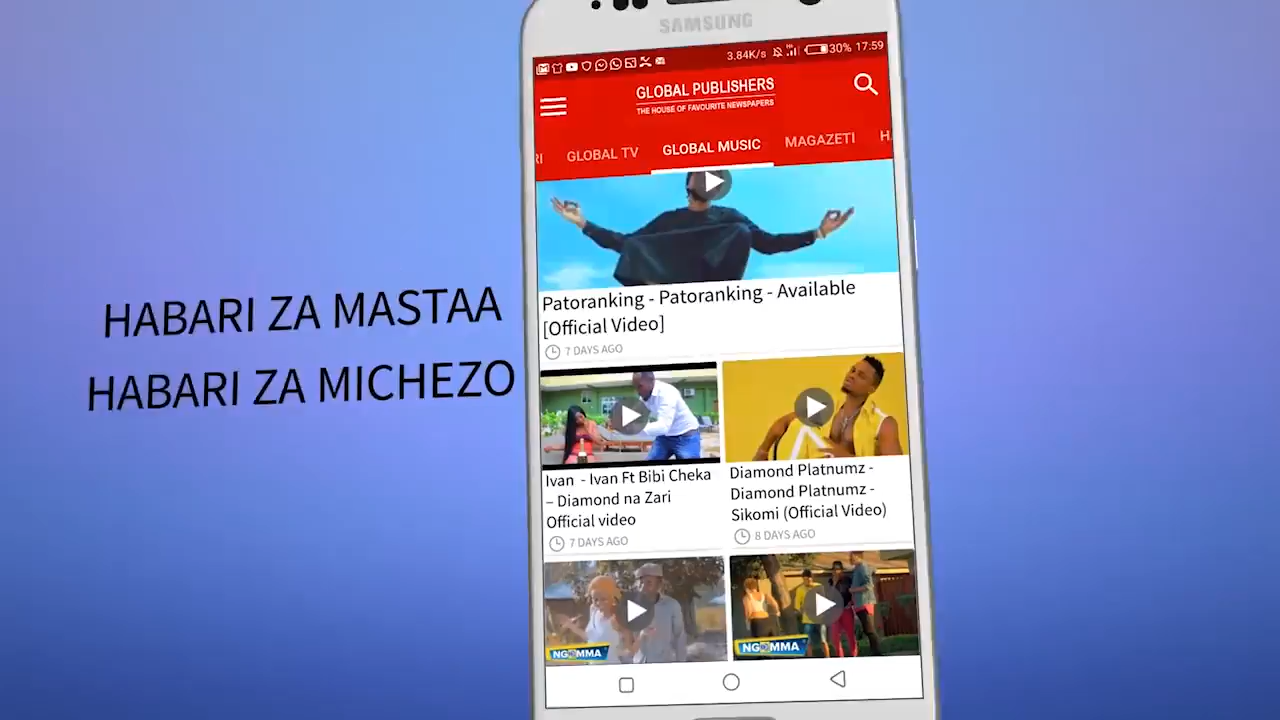 SAMSUNG
3.84K/s 30% 17:59
GLOBAL PUBLISHERS
THE HOUSE OF FAVOURITE NEWSPAPERS
RI GLOBAL TV GLOBAL MUSIC MAGAZETI H
HABARI ZA MASTAA
HABARI ZA MICHEZO
Patoranking - Patoranking - Available
[Official Video]
7 DAYS AGO
Ivan - Ivan Ft Bibi Cheka
– Diamond na Zari
Official video
7 DAYS AGO
Diamond Platnumz -
Diamond Platnumz -
Sikomi (Official Video)
8 DAYS AGO
NGOMMA
NGOMMA